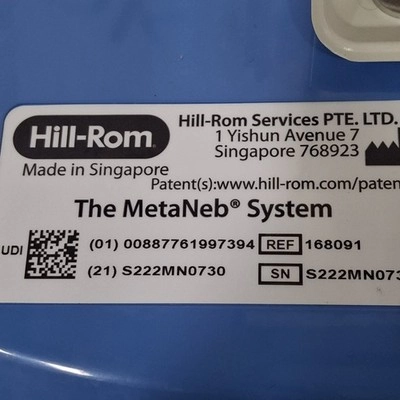 Hill-Rom
Hill-Rom Services PTE. LTD.
1 Yishun Avenue 7
Singapore 768923
Made in Singapore
Patent(s):www.hill-rom.com/paten
The MetaNeb® System
UDI
(01) 00887761997394 REF 168091
(21) S222MN0730 SN S222MN073